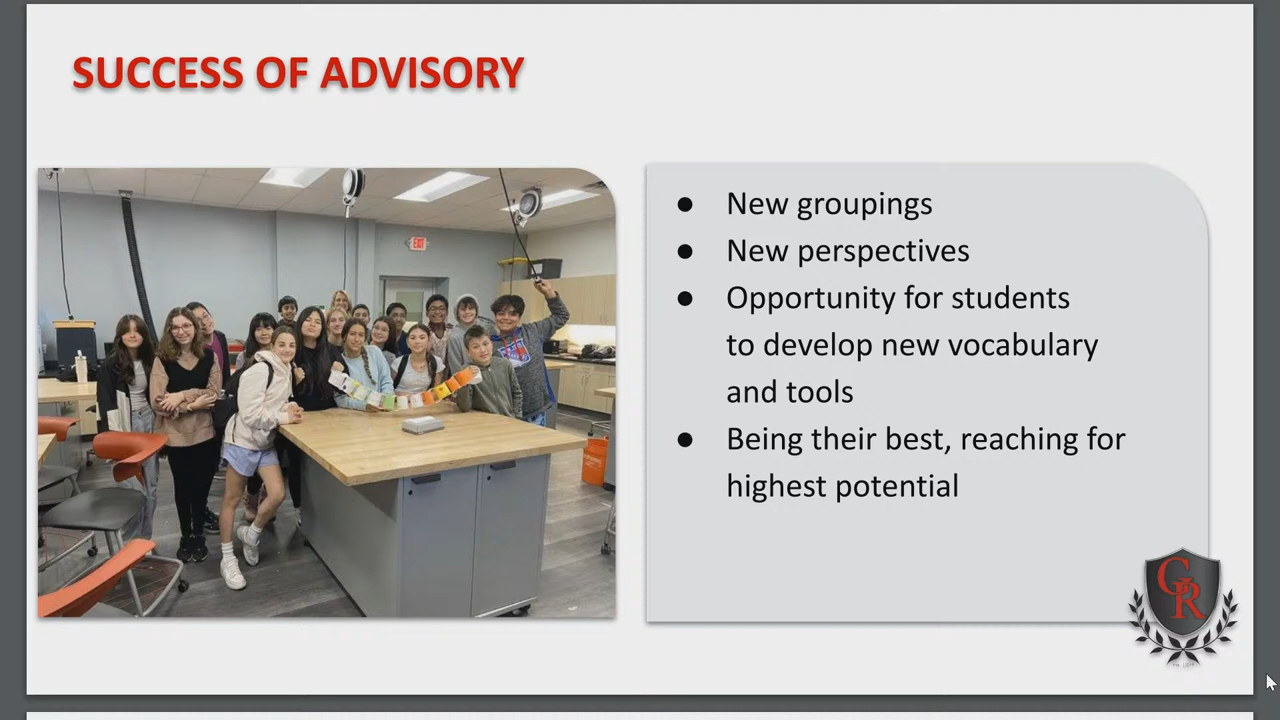 SUCCESS OF ADVISORY
EXIT
● New groupings
● New perspectives
● Opportunity for students
to develop new vocabulary
and tools
● Being their best, reaching for
highest potential
GR